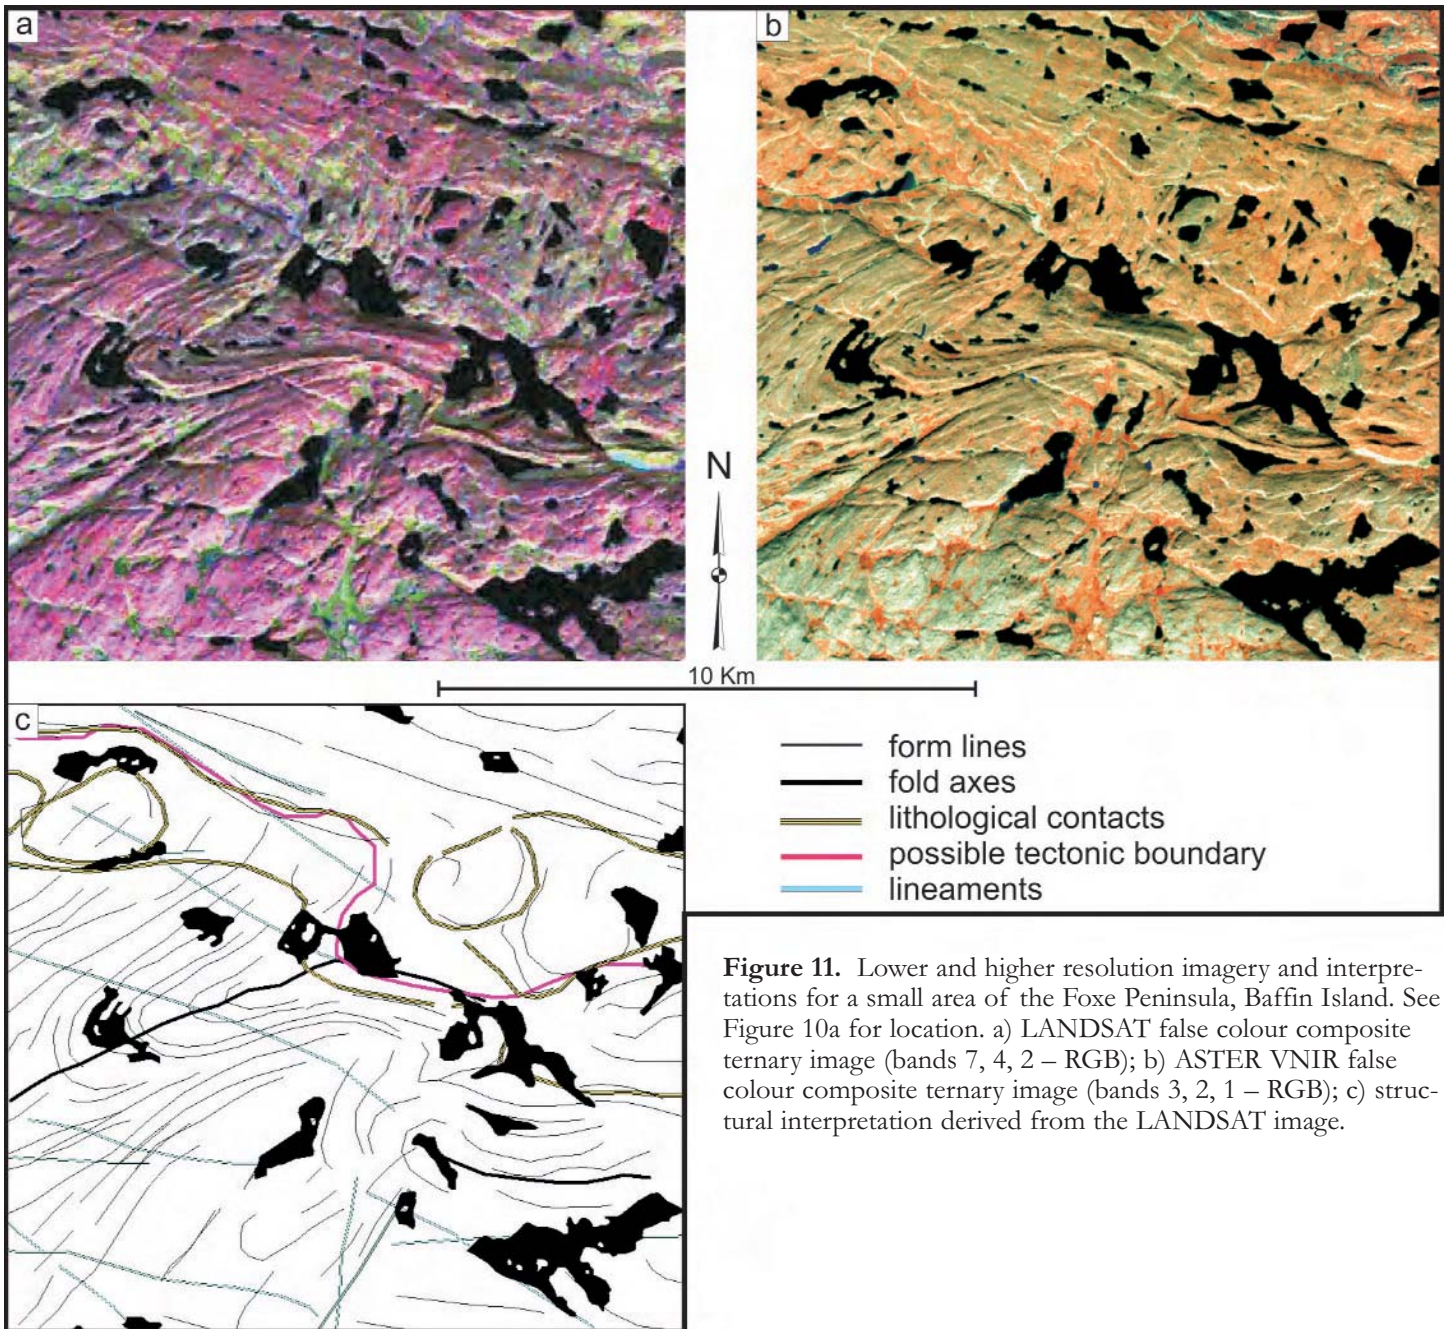 a
b
N
10 Km
c
form lines
fold axes
lithological contacts
possible tectonic boundary
lineaments
Figure 11. Lower and higher resolution imagery and interpre-
tations for a small area of the Foxe Peninsula, Baffin Island. See
Figure 10a for location. a) LANDSAT false colour composite
ternary image (bands 7, 4, 2 – RGB); b) ASTER VNIR false
colour composite ternary image (bands 3, 2, 1 – RGB); c) struc-
tural interpretation derived from the LANDSAT image.